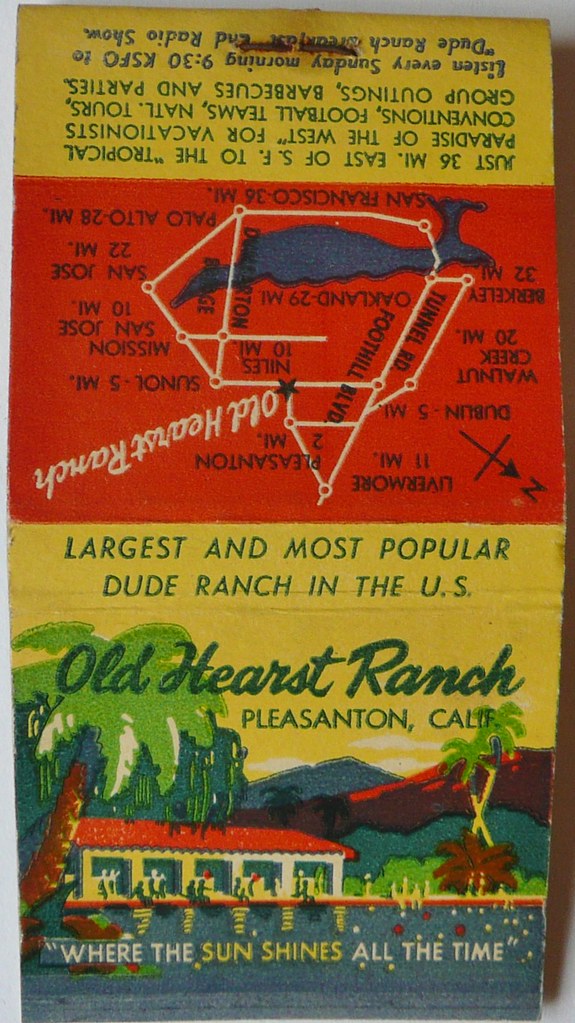 LARGEST AND MOST POPULAR
DUDE RANCH IN THE U.S.
Old Hearst Ranch
PLEASANTON, CALIF.
"WHERE THE SUN SHINES ALL THE TIME"
N
LIVERMORE
11 MI.
PLEASANTON
2 MI.
DUBLIN - 5 MI.
Old Hearst Ranch
WALNUT
CREEK
20 MI.
FOOTHILL BLVD.
TUNNEL RD.
SUNOL - 5 MI.
NILES
10 MI.
MISSION
SAN JOSE
10 MI.
BERKELEY
32 MI.
OAKLAND-29 MI.
DUMBARTON
BRIDGE
SAN JOSE
22 MI.
SAN FRANCISCO-36 MI.
PALO ALTO-28 MI.
JUST 36 MI. EAST OF S.F. TO THE "TROPICAL
PARADISE OF THE WEST" FOR VACATIONISTS
CONVENTIONS, FOOTBALL TEAMS, NATL. TOURS,
GROUP OUTINGS, BARBECUES AND PARTIES.
Listen every Sunday morning 9:30 KSFO to
"Dude Ranch Breakfast End Radio Show.